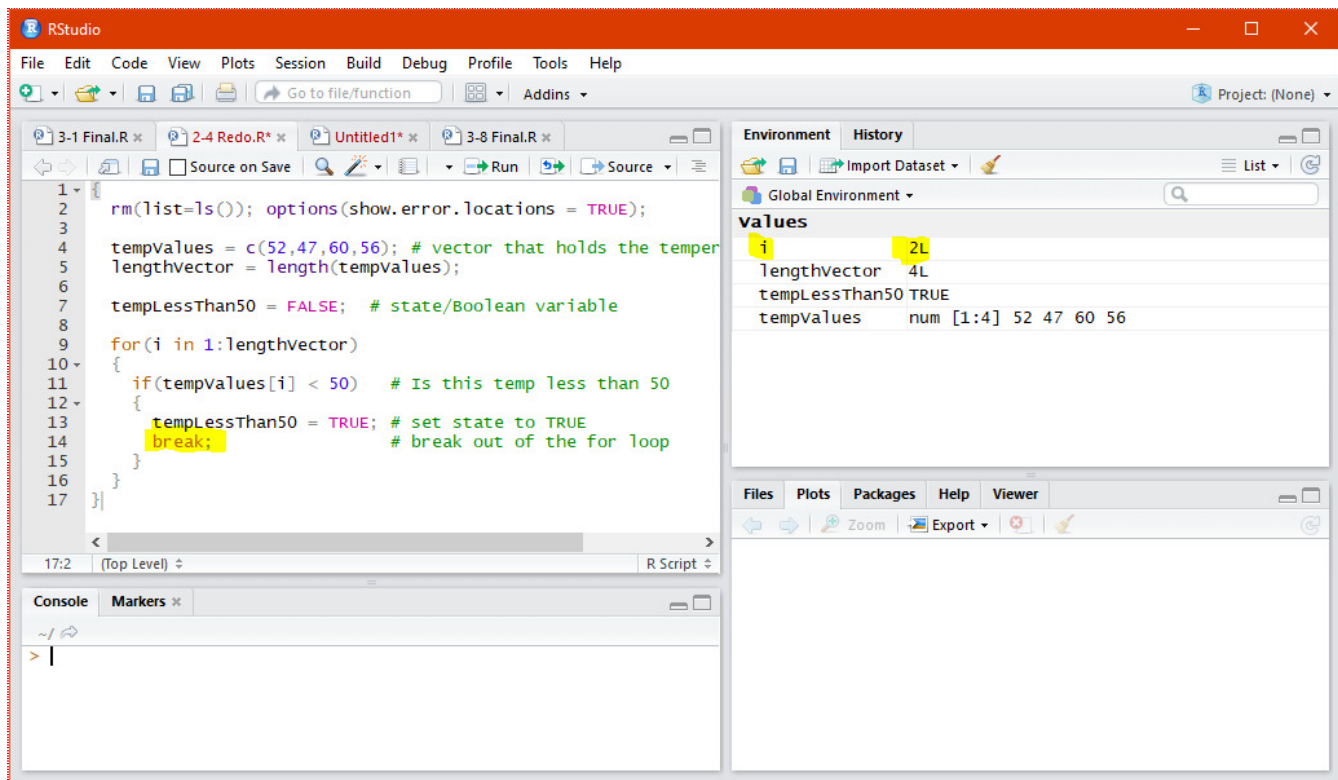 RStudio
File Edit Code View Plots Session Build Debug Profile Tools Help
Go to file/function Addins Project: (None)
3-1 Final.R 2-4 Redo.R* Untitled1* 3-8 Final.R
Source on Save Run Source
1 {
2 rm(list=ls()); options(show.error.locations = TRUE);
3
4 tempValues = c(52,47,60,56); # vector that holds the temper
5 lengthVector = length(tempValues);
6
7 tempLessThan50 = FALSE; # state/Boolean variable
8
9 for(i in 1:lengthVector)
10 {
11 if(tempValues[i] < 50) # Is this temp less than 50
12 {
13 tempLessThan50 = TRUE; # set state to TRUE
14 break; # break out of the for loop
15 }
16 }
17 }
17:2 (Top Level) R Script
Console Markers
~/
>
Environment History
Import Dataset List
Global Environment
Values
i 2L
lengthVector 4L
tempLessThan50 TRUE
tempValues num [1:4] 52 47 60 56
Files Plots Packages Help Viewer
Zoom Export